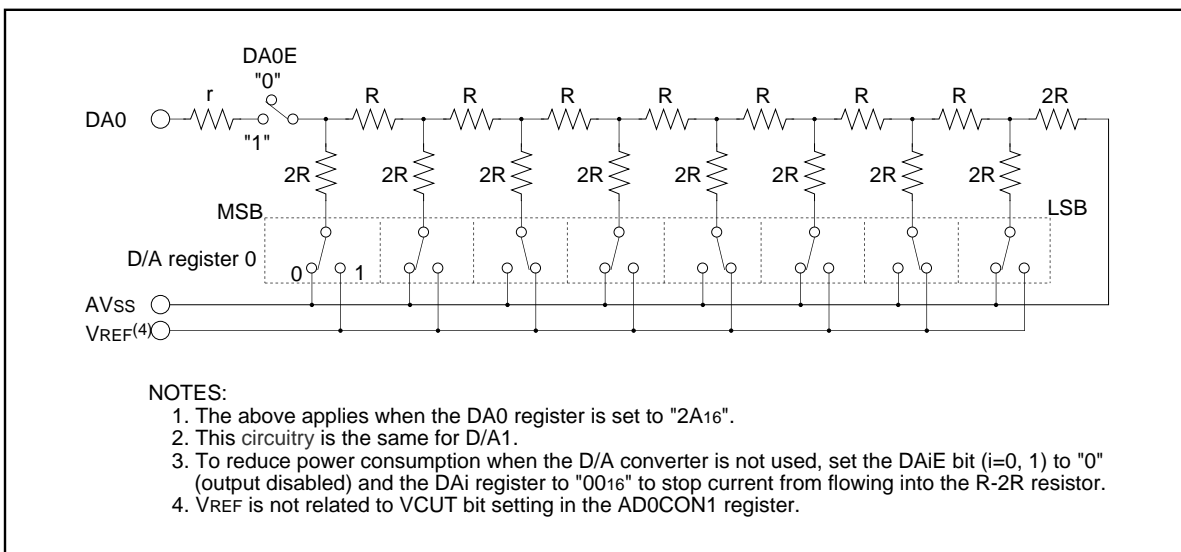 DA0E
"0"
r R R R R R R R 2R
DA0
"1"
2R 2R 2R 2R 2R 2R 2R 2R
MSB LSB
D/A register 0
0 1
AVSS
VREF(4)
NOTES:
1. The above applies when the DA0 register is set to "2A16".
2. This circuitry is the same for D/A1.
3. To reduce power consumption when the D/A converter is not used, set the DAiE bit (i=0, 1) to "0"
(output disabled) and the DAi register to "0016" to stop current from flowing into the R-2R resistor.
4. VREF is not related to VCUT bit setting in the AD0CON1 register.